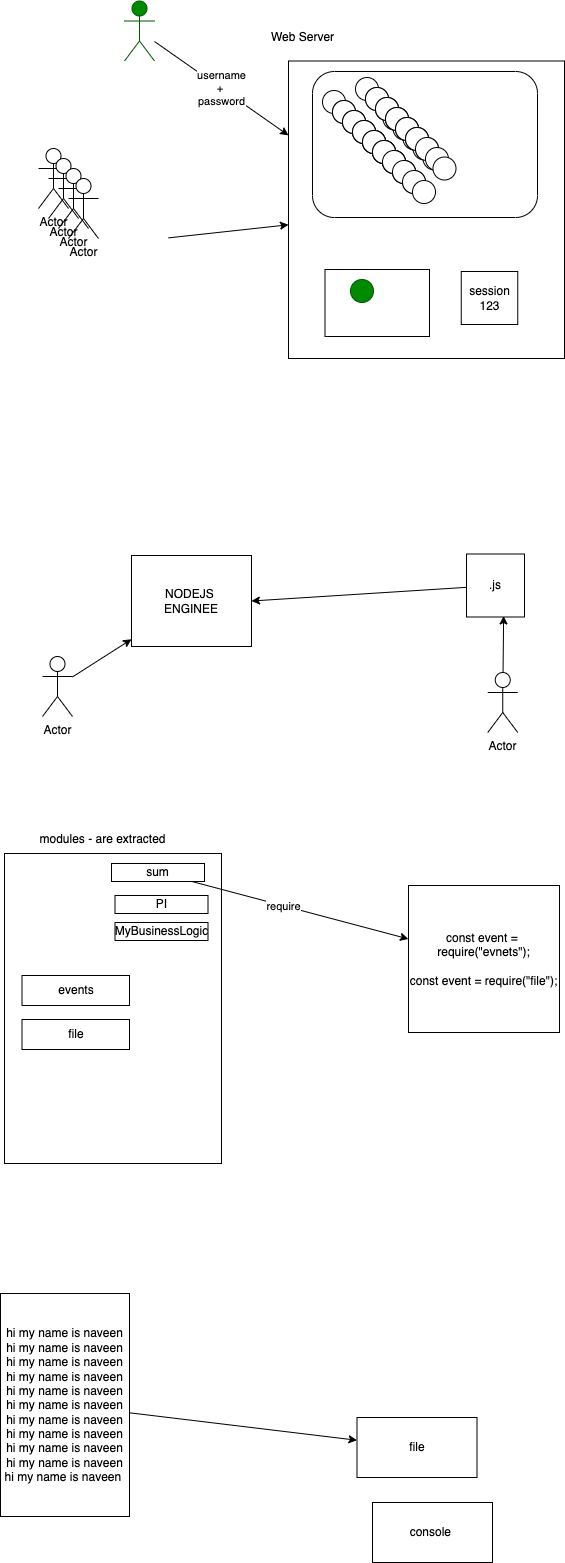 Web Server
username
+
password
Actor
Actor
Actor
Actor
session
123
NODEJS
ENGINEE
.js
Actor
Actor
modules - are extracted
sum
PI
MyBusinessLogic
require
const event =
require("evnets");
const event = require("file");
events
file
hi my name is naveen
hi my name is naveen
hi my name is naveen
hi my name is naveen
hi my name is naveen
hi my name is naveen
hi my name is naveen
hi my name is naveen
hi my name is naveen
hi my name is naveen
hi my name is naveen
file
console